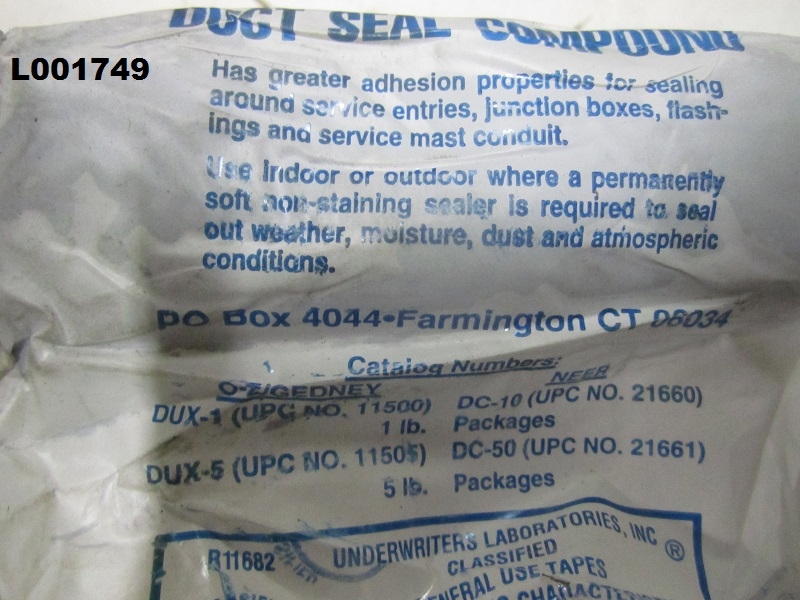 DUCT SEAL COMPOUND
L001749
Has greater adhesion properties for sealing
around service entries, junction boxes, flash-
ings and service mast conduit.
Use indoor or outdoor where a permanently
soft non-staining sealer is required to seal
out weather, moisture, dust and atmospheric
conditions.
PO Box 4044•Farmington CT 06034
Catalog Numbers:
O-Z/GEDNEY NEER
DUX-1 (UPC NO. 11500) DC-10 (UPC NO. 21660)
1 lb. Packages
DUX-5 (UPC NO. 11505) DC-50 (UPC NO. 21661)
5 lb. Packages
R11682 UNDERWRITERS LABORATORIES, INC ®
CLASSIFIED
GENERAL USE TAPES
CHARACTERI